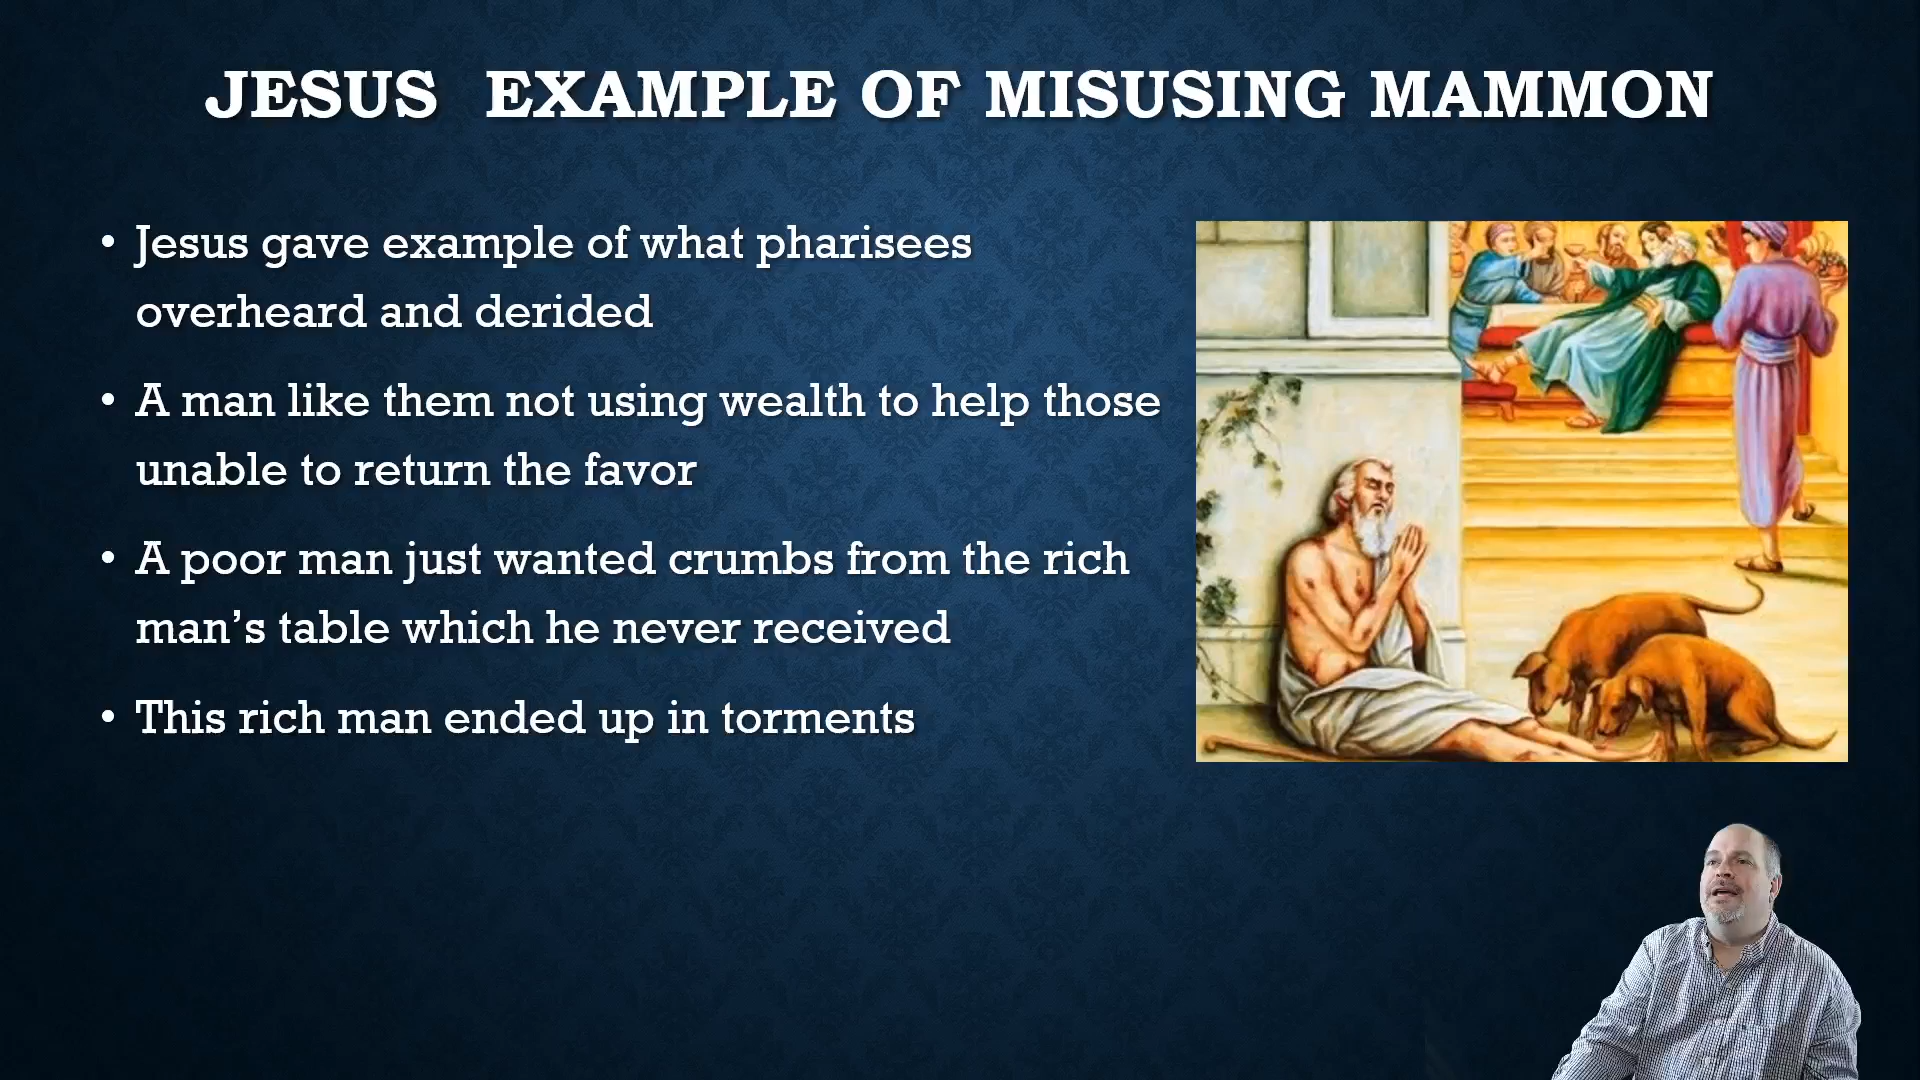 JESUS  EXAMPLE OF MISUSING MAMMON
• Jesus gave example of what pharisees
overheard and derided
• A man like them not using wealth to help those
unable to return the favor
• A poor man just wanted crumbs from the rich
man’s table which he never received
• This rich man ended up in torments